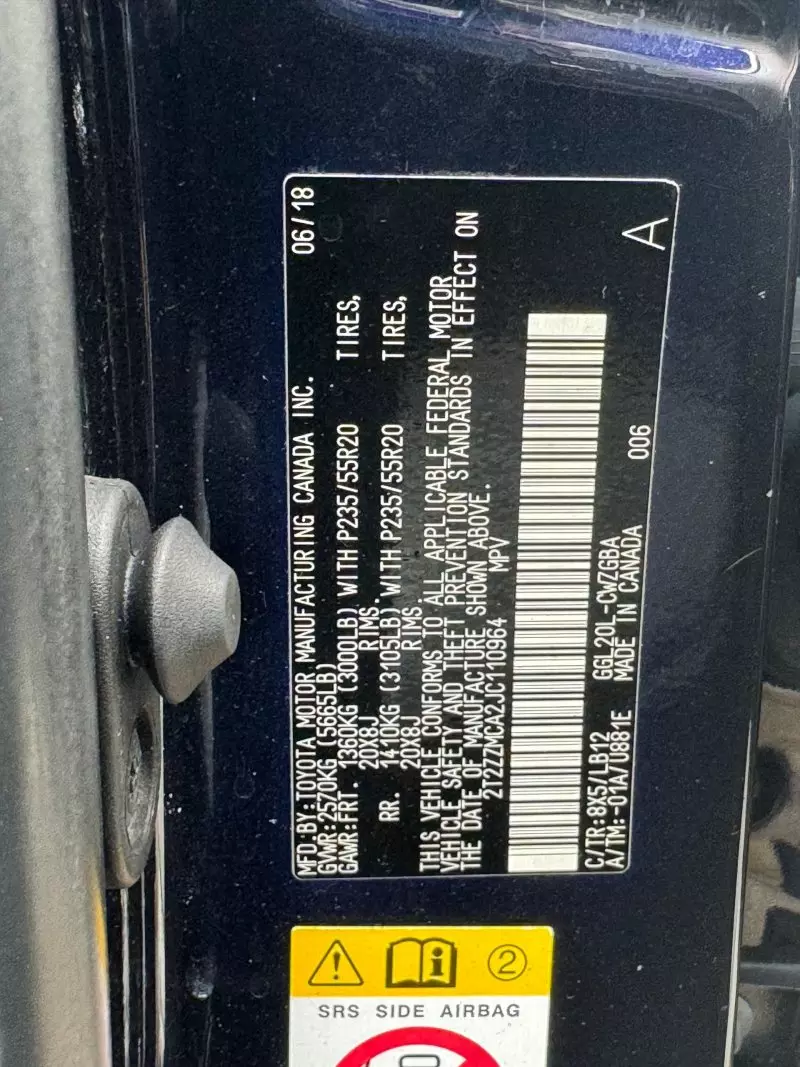 MFD.BY:TOYOTA MOTOR MANUFACTURING CANADA INC. 06/18
GVWR:2570KG (5665LB)
GAWR:FRT. 1360KG (3000LB) WITH P235/55R20 TIRES,
20X8J RIMS.
RR. 1410KG (3105LB) WITH P235/55R20 TIRES,
20X8J RIMS.
THIS VEHICLE CONFORMS TO ALL APPLICABLE FEDERAL MOTOR
VEHICLE SAFETY AND THEFT PREVENTION STANDARDS IN EFFECT ON
THE DATE OF MANUFACTURE SHOWN ABOVE.
2T2ZZMCA2JC110964 MPV
C/TR:8X5/LB12 GGL20L-CWZGBA
A/TM:-01A/U881E MADE IN CANADA 006 A
2
SRS SIDE AIRBAG